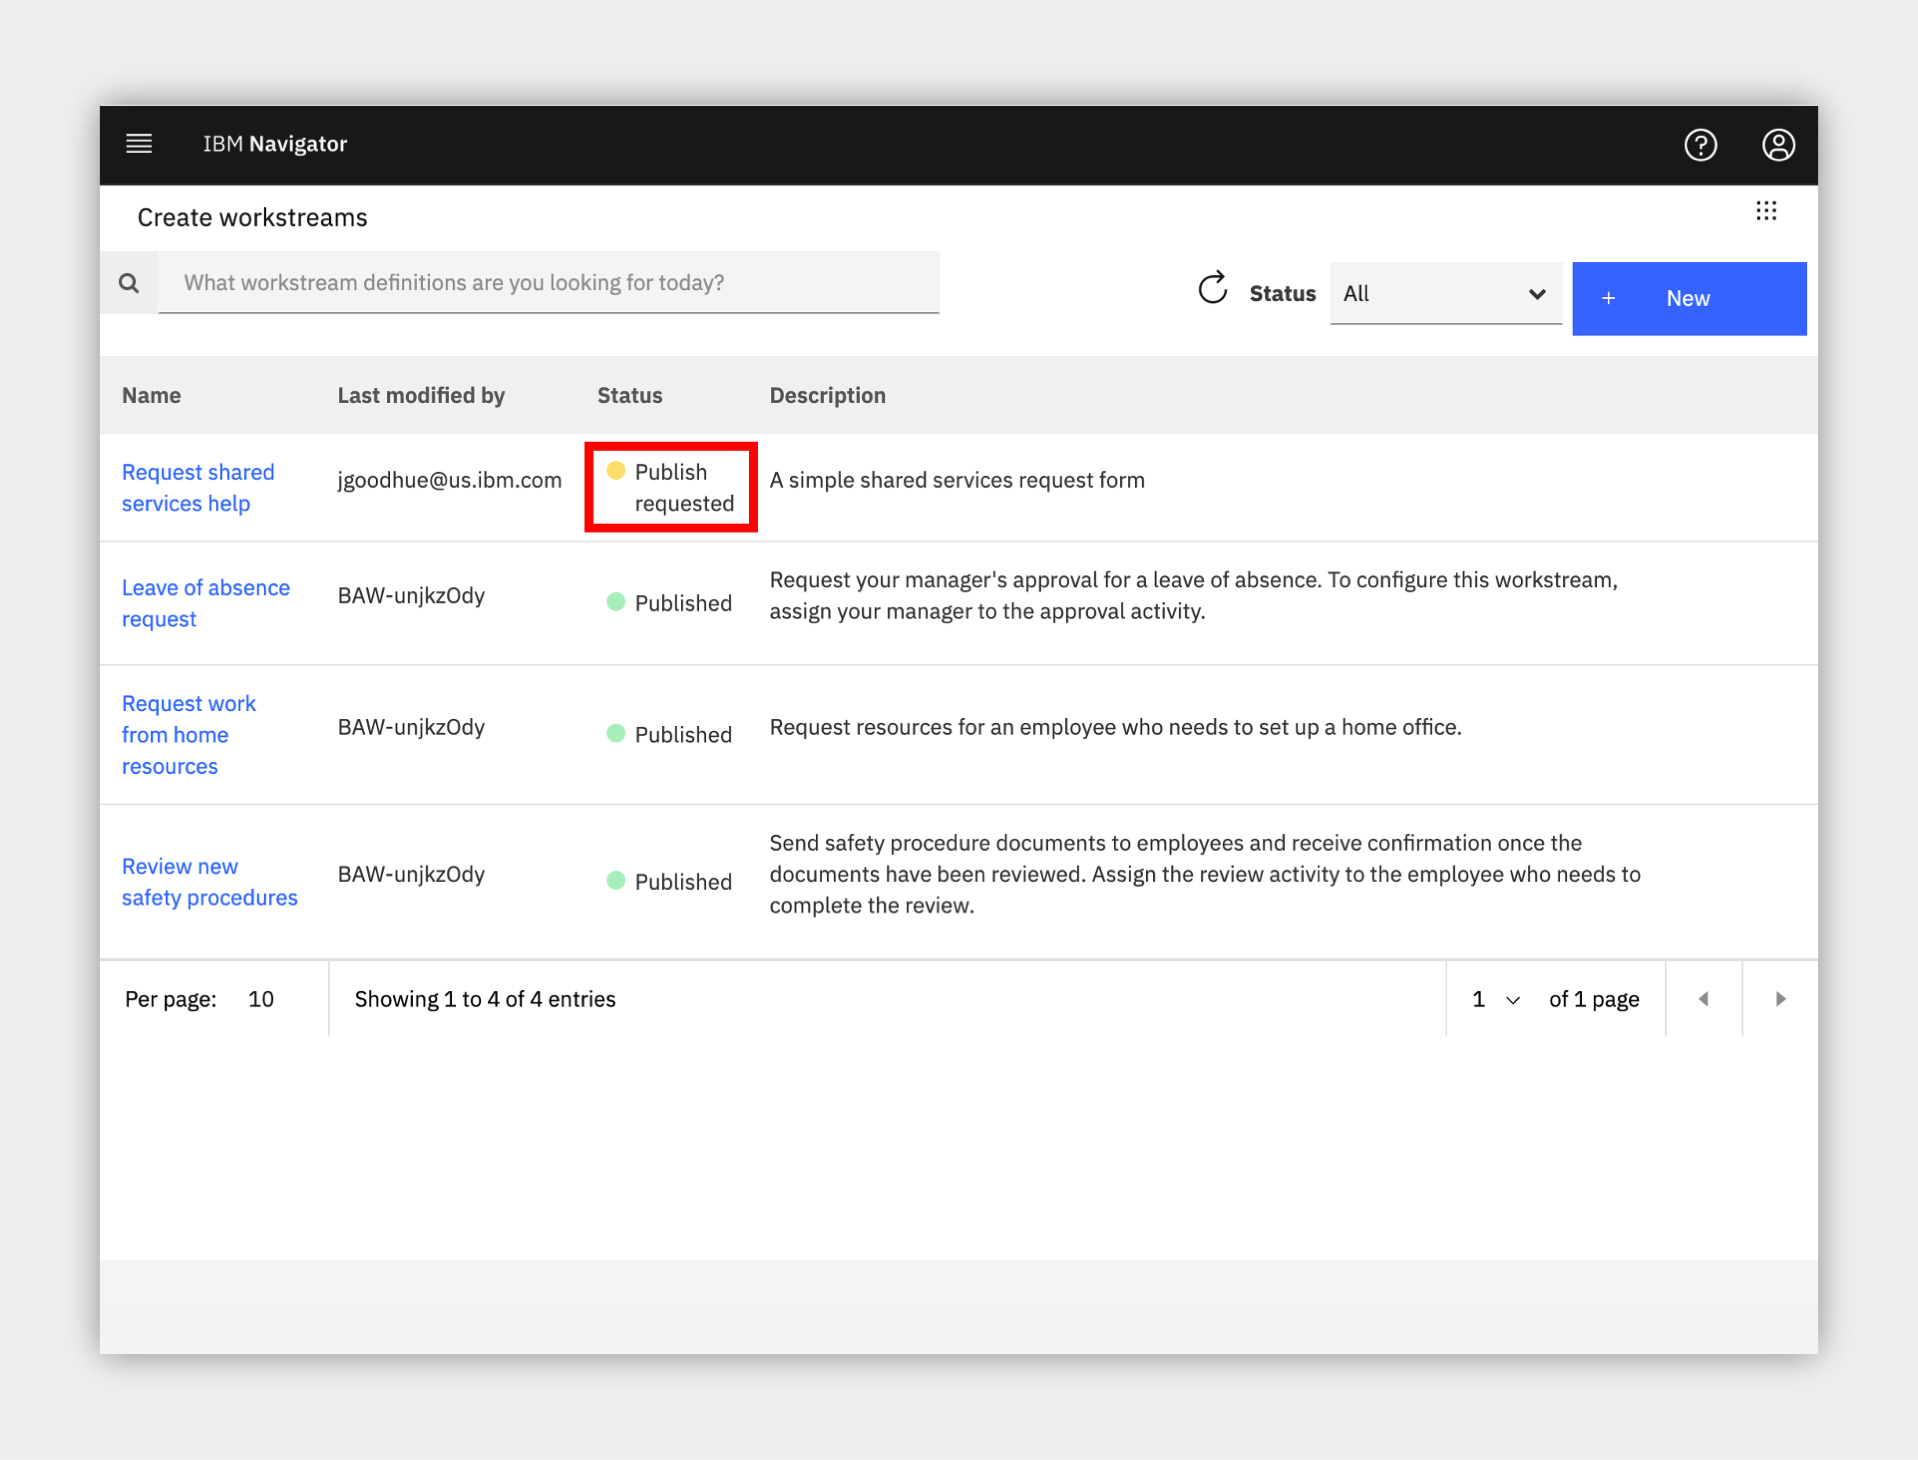 IBM Navigator
Create workstreams
What workstream definitions are you looking for today?
Status
All
+ New
Name
Last modified by
Status
Description
Request shared
services help
jgoodhue@us.ibm.com
Publish
requested
A simple shared services request form
Leave of absence
request
BAW-unjkzOdy
Published
Request your manager's approval for a leave of absence. To configure this workstream,
assign your manager to the approval activity.
Request work
from home
resources
BAW-unjkzOdy
Published
Request resources for an employee who needs to set up a home office.
Review new
safety procedures
BAW-unjkzOdy
Published
Send safety procedure documents to employees and receive confirmation once the
documents have been reviewed. Assign the review activity to the employee who needs to
complete the review.
Per page: 10
Showing 1 to 4 of 4 entries
1
of 1 page